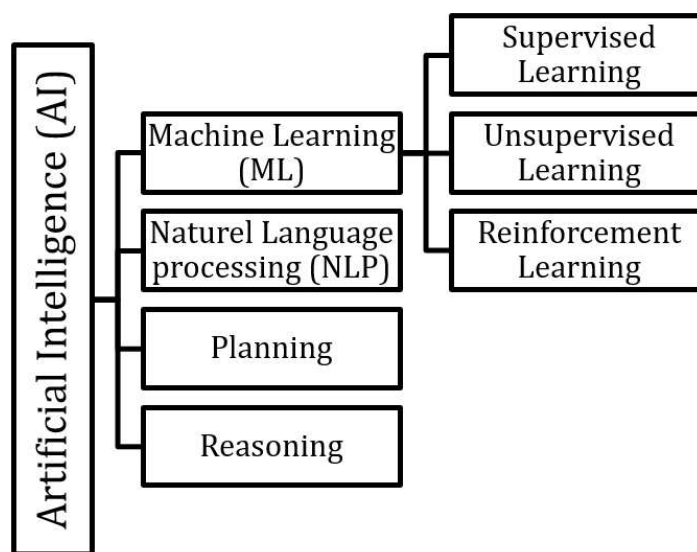 Artificial Intelligence (AI)
Machine Learning
(ML)
Naturel Language
processing (NLP)
Planning
Reasoning
Supervised
Learning
Unsupervised
Learning
Reinforcement
Learning